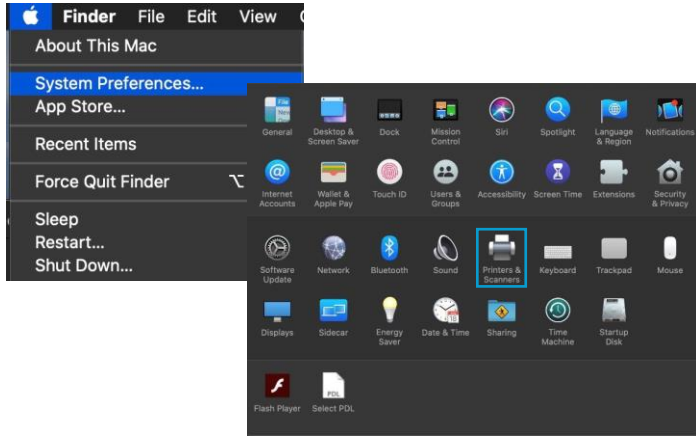 Finder File Edit View
About This Mac
System Preferences...
App Store...
Recent Items
Force Quit Finder
Sleep
Restart...
Shut Down...
General
Desktop &
Screen Saver
Dock
Mission
Control
Siri
Spotlight
Language
& Region
Notifications
Internet
Accounts
Wallet &
Apple Pay
Touch ID
Users &
Groups
Accessibility
Screen Time
Extensions
Security
& Privacy
Software
Update
Network
Bluetooth
Sound
Printers &
Scanners
Keyboard
Trackpad
Mouse
Displays
Sidecar
Energy
Saver
Date & Time
Sharing
Time
Machine
Startup
Disk
Flash Player
PDL
Select PDL